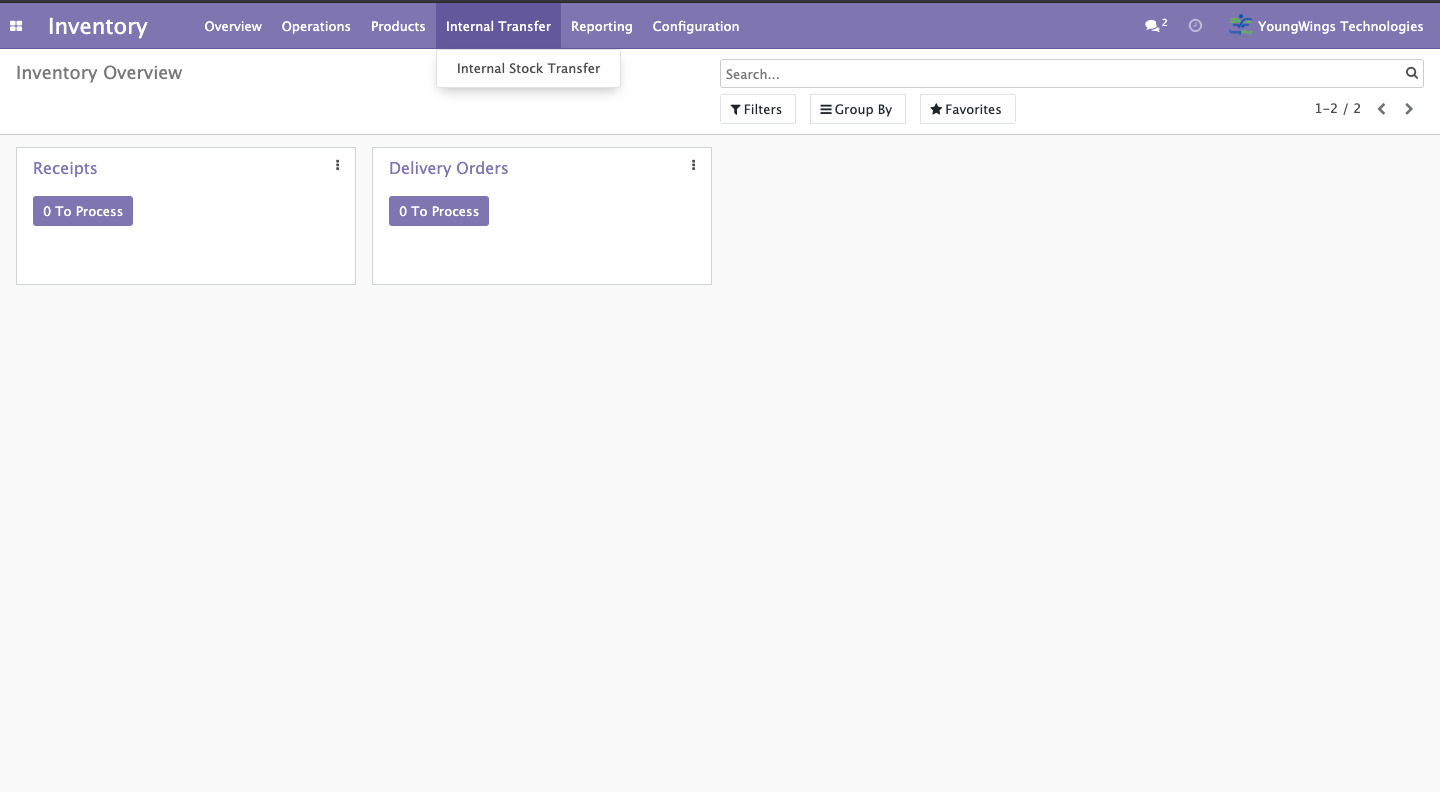 Inventory Overview Operations Products Internal Transfer Reporting Configuration 2 YoungWings Technologies
Internal Stock Transfer
Inventory Overview
Search...
Filters Group By Favorites 1-2 / 2
Receipts
0 To Process
Delivery Orders
0 To Process